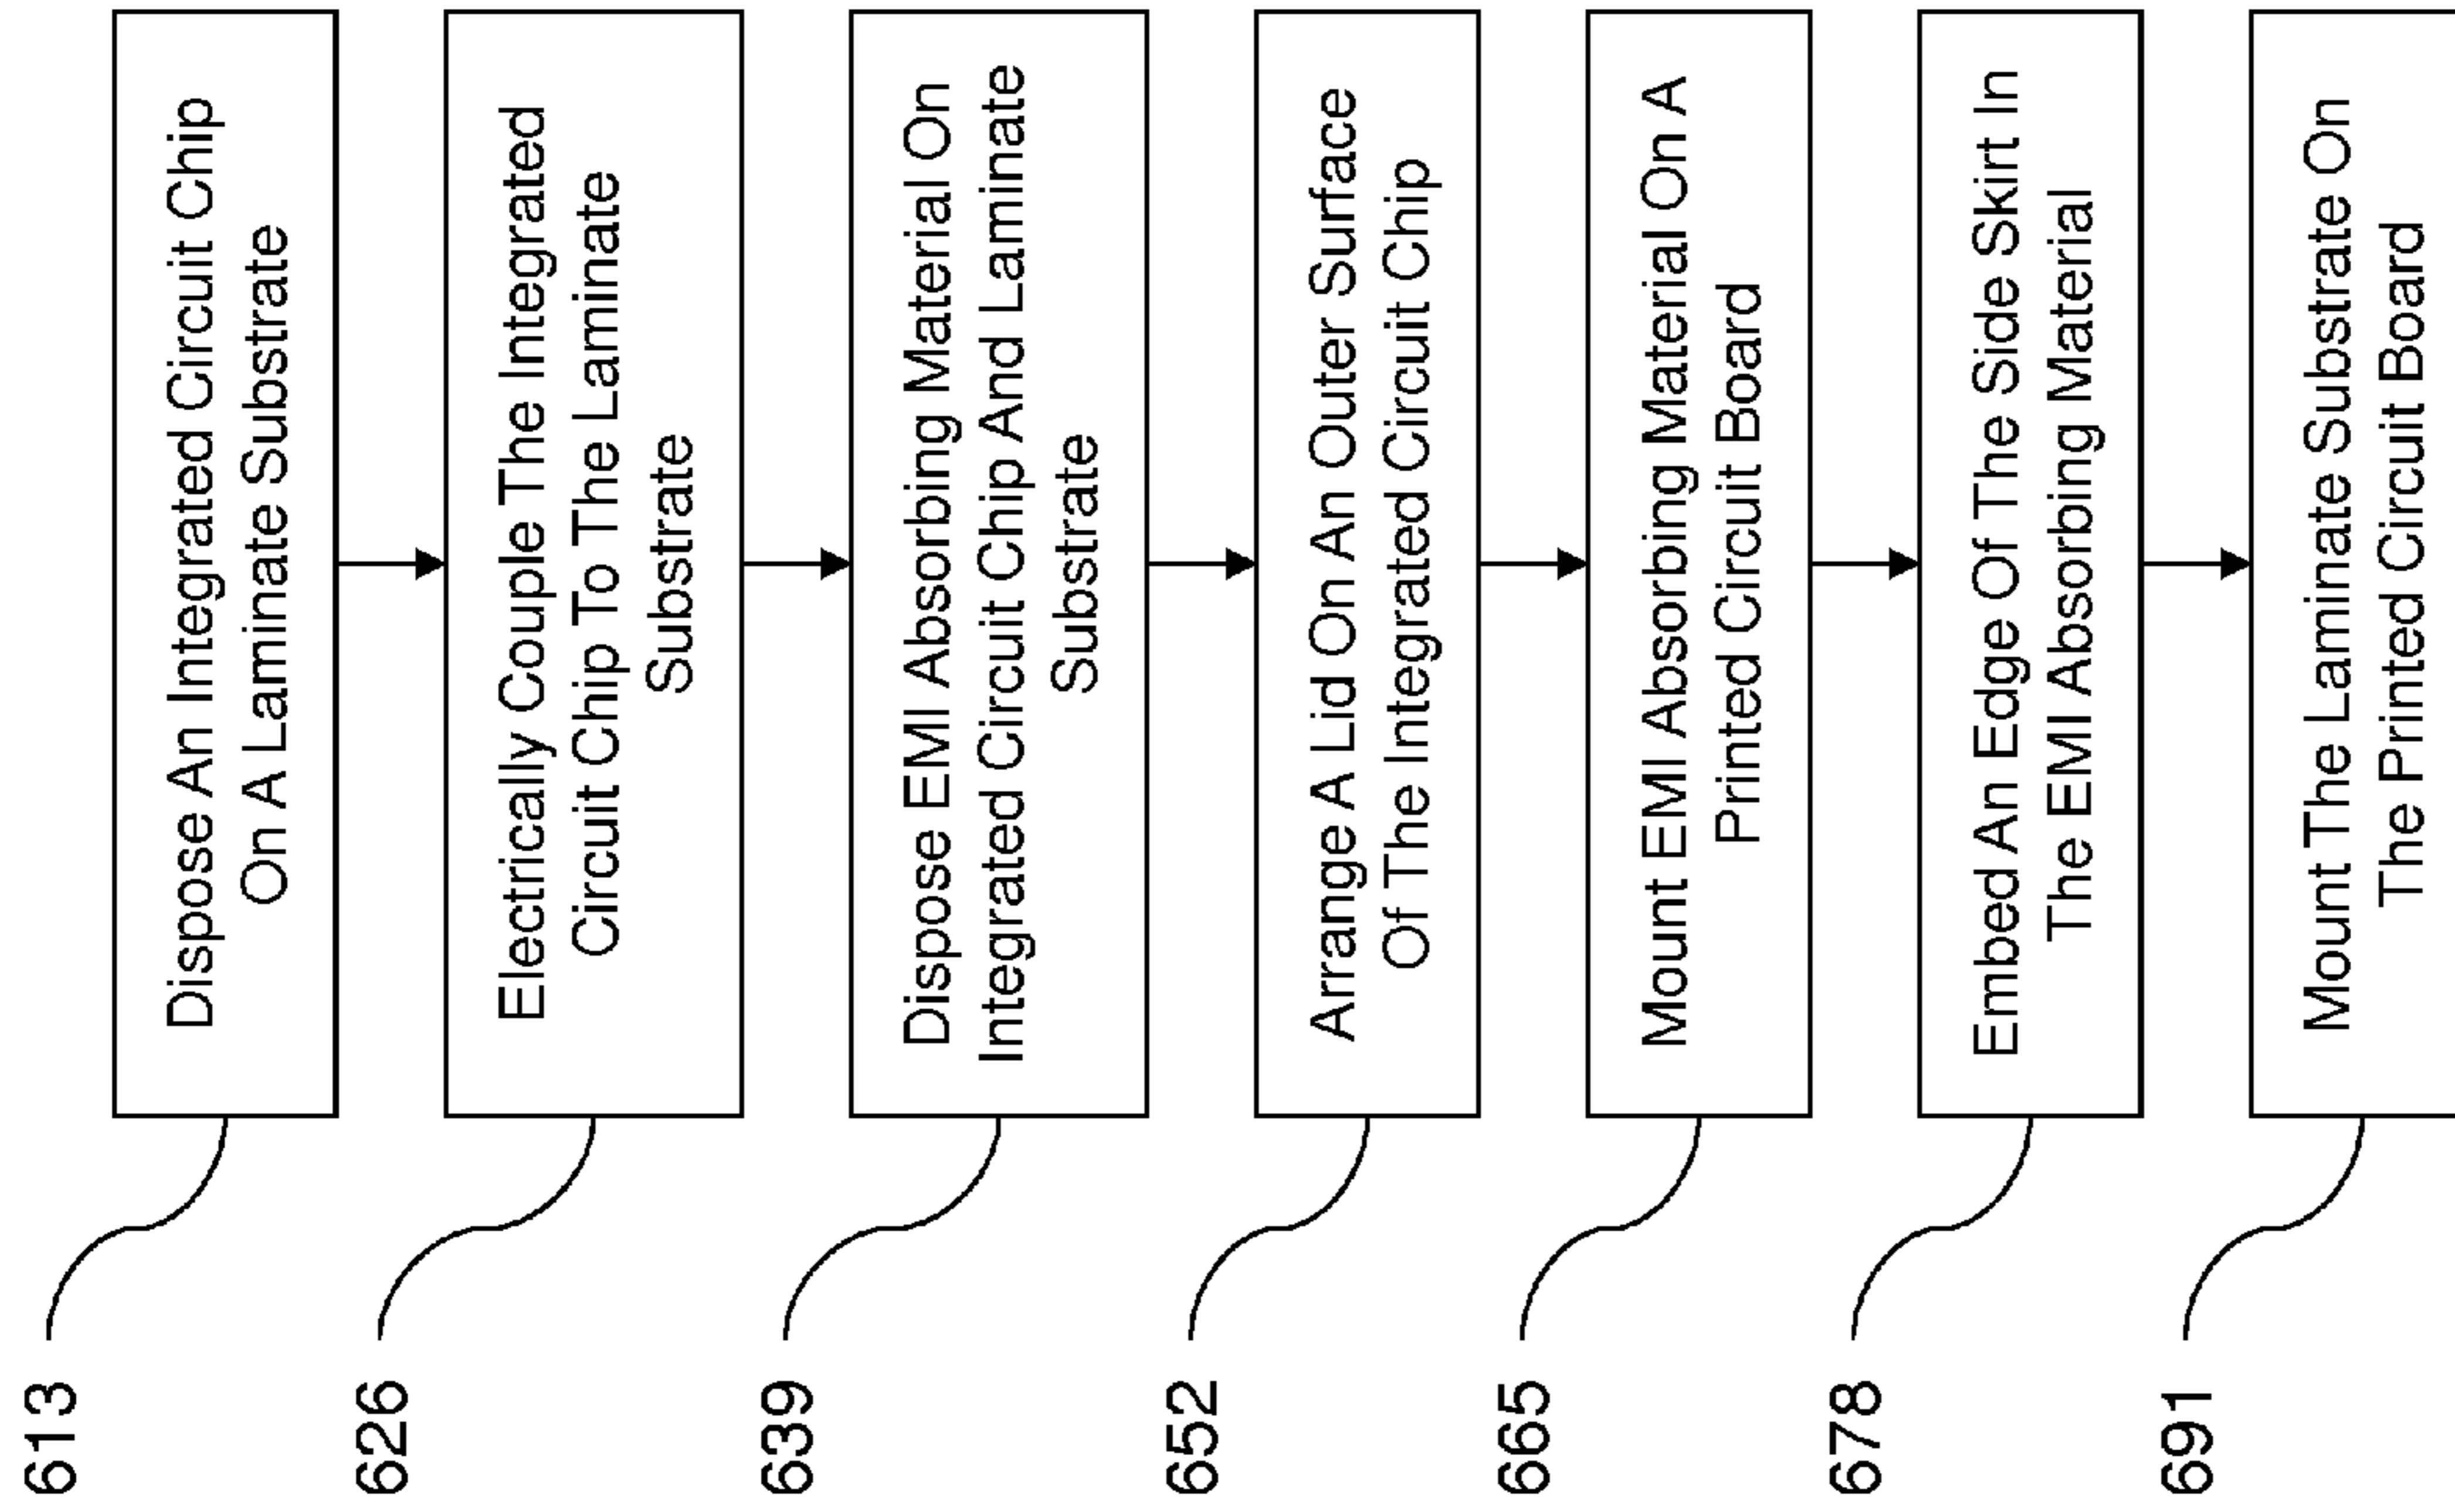 613
Dispose An Integrated Circuit Chip
On A Laminate Substrate
626
Electrically Couple The Integrated
Circuit Chip To The Laminate
Substrate
639
Dispose EMI Absorbing Material On
Integrated Circuit Chip And Laminate
Substrate
652
Arrange A Lid On An Outer Surface
Of The Integrated Circuit Chip
665
Mount EMI Absorbing Material On A
Printed Circuit Board
678
Embed An Edge Of The Side Skirt In
The EMI Absorbing Material
691
Mount The Laminate Substrate On
The Printed Circuit Board